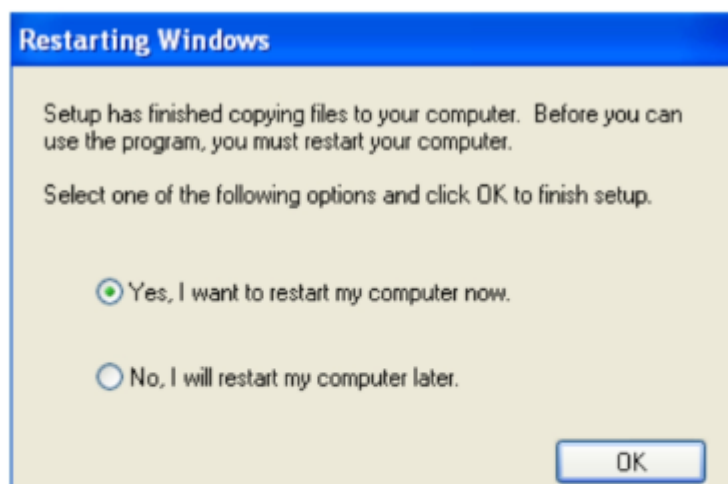 Restarting Windows
Setup has finished copying files to your computer.  Before you can
use the program, you must restart your computer.
Select one of the following options and click OK to finish setup.
Yes, I want to restart my computer now.
No, I will restart my computer later.
OK